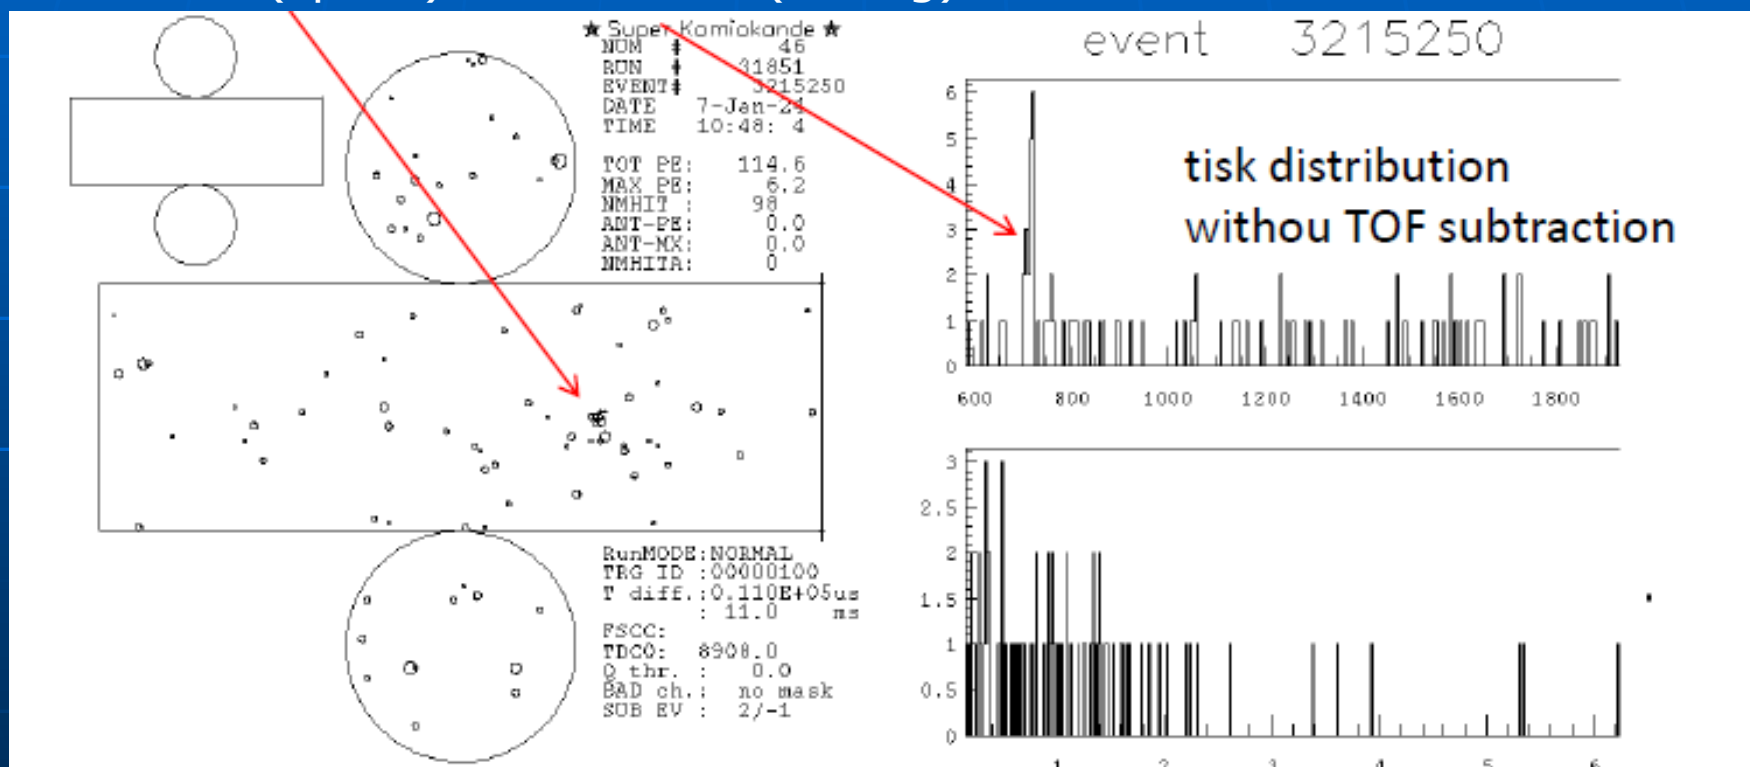 ★ Super Kamiokande ★
NUM # 46
RUN # 31851
EVENT# 3215250
DATE 7-Jan-24
TIME 10:48: 4
TOT PE: 114.6
MAX PE: 6.2
NMHIT : 98
ANT-PE: 0.0
ANT-MX: 0.0
NMHITA: 0
RunMODE:NORMAL
TRG ID :00000100
T diff.:0.110E+05us
: 11.0 ms
FSCC:
TDC0: 8908.0
Q thr. : 0.0
BAD ch.: no mask
SUB EV : 2/-1
event 3215250
tisk distribution
withou TOF subtraction
6
5
4
3
2
1
0
600 800 1000 1200 1400 1600 1800
3
2.5
2
1.5
1
0.5
0
1 2 3 4 5 6